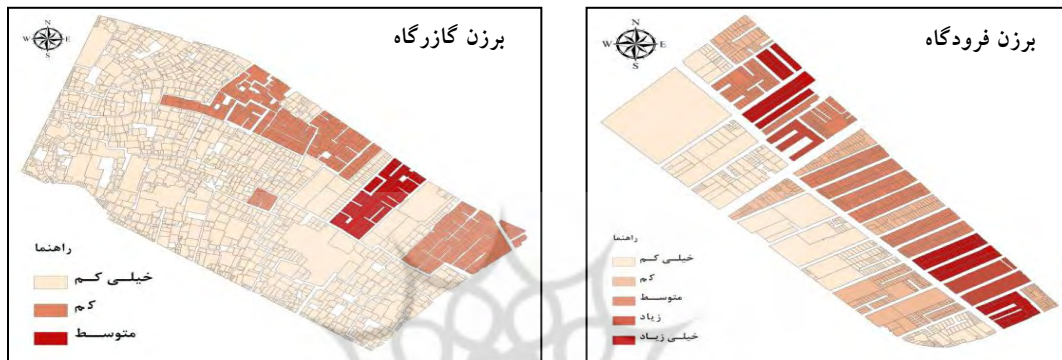 برزن فرودگاه
N
W E
S
راهنما
خیلی کم
کم
متوسط
زیاد
خیلی زیاد
برزن گازرگاه
N
W E
S
راهنما
خیلی کم
کم
متوسط